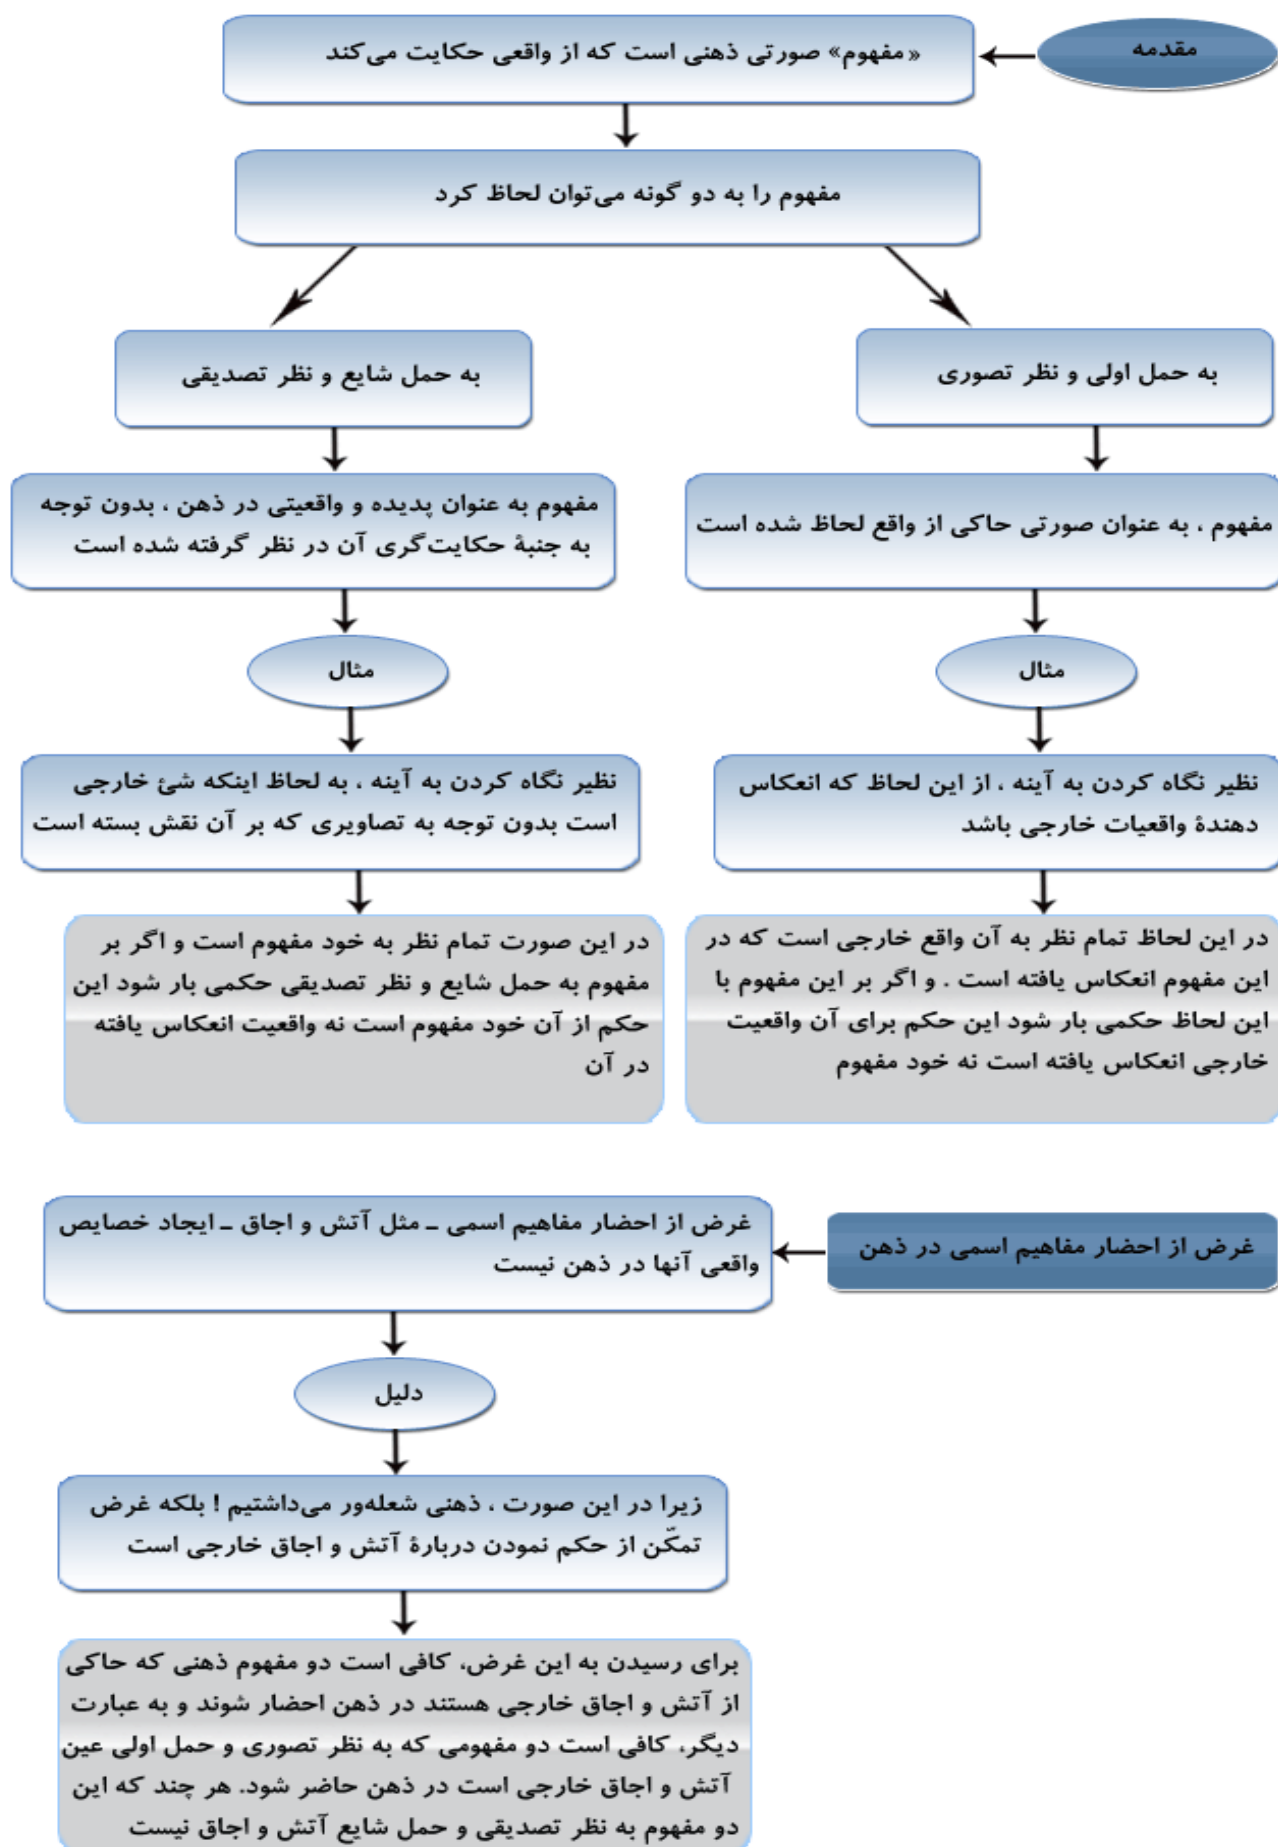 مقدمه
«مفهوم» صورتی ذهنی است که از واقعی حکایت می‌کند
مفهوم را به دو گونه می‌توان لحاظ کرد
به حمل اولی و نظر تصوری
به حمل شایع و نظر تصدیقی
مفهوم ، به عنوان صورتی حاکی از واقع لحاظ شده است
مفهوم به عنوان پدیده و واقعیتی در ذهن ، بدون توجه
به جنبهٔ حکایت‌گری آن در نظر گرفته شده است
مثال
مثال
نظیر نگاه کردن به آینه ، از این لحاظ که انعکاس
دهندهٔ واقعیات خارجی باشد
نظیر نگاه کردن به آینه ، به لحاظ اینکه شئ خارجی
است بدون توجه به تصاویری که بر آن نقش بسته است
در این لحاظ تمام نظر به آن واقع خارجی است که در
این مفهوم انعکاس یافته است . و اگر بر این مفهوم با
این لحاظ حکمی بار شود این حکم برای آن واقعیت
خارجی انعکاس یافته است نه خود مفهوم
در این صورت تمام نظر به خود مفهوم است و اگر بر
مفهوم به حمل شایع و نظر تصدیقی حکمی بار شود این
حکم از آن خود مفهوم است نه واقعیت انعکاس یافته
در آن
غرض از احضار مفاهیم اسمی در ذهن
غرض از احضار مفاهیم اسمی ـ مثل آتش و اجاق ـ ایجاد خصایص
واقعی آنها در ذهن نیست
دلیل
زیرا در این صورت ، ذهنی شعله‌ور می‌داشتیم ! بلکه غرض
تمکّن از حکم نمودن دربارهٔ آتش و اجاق خارجی است
برای رسیدن به این غرض، کافی است دو مفهوم ذهنی که حاکی
از آتش و اجاق خارجی هستند در ذهن احضار شوند و به عبارت
دیگر، کافی است دو مفهومی که به نظر تصوری و حمل اولی عین
آتش و اجاق خارجی است در ذهن حاضر شود. هر چند که این
دو مفهوم به نظر تصدیقی و حمل شایع آتش و اجاق نیست